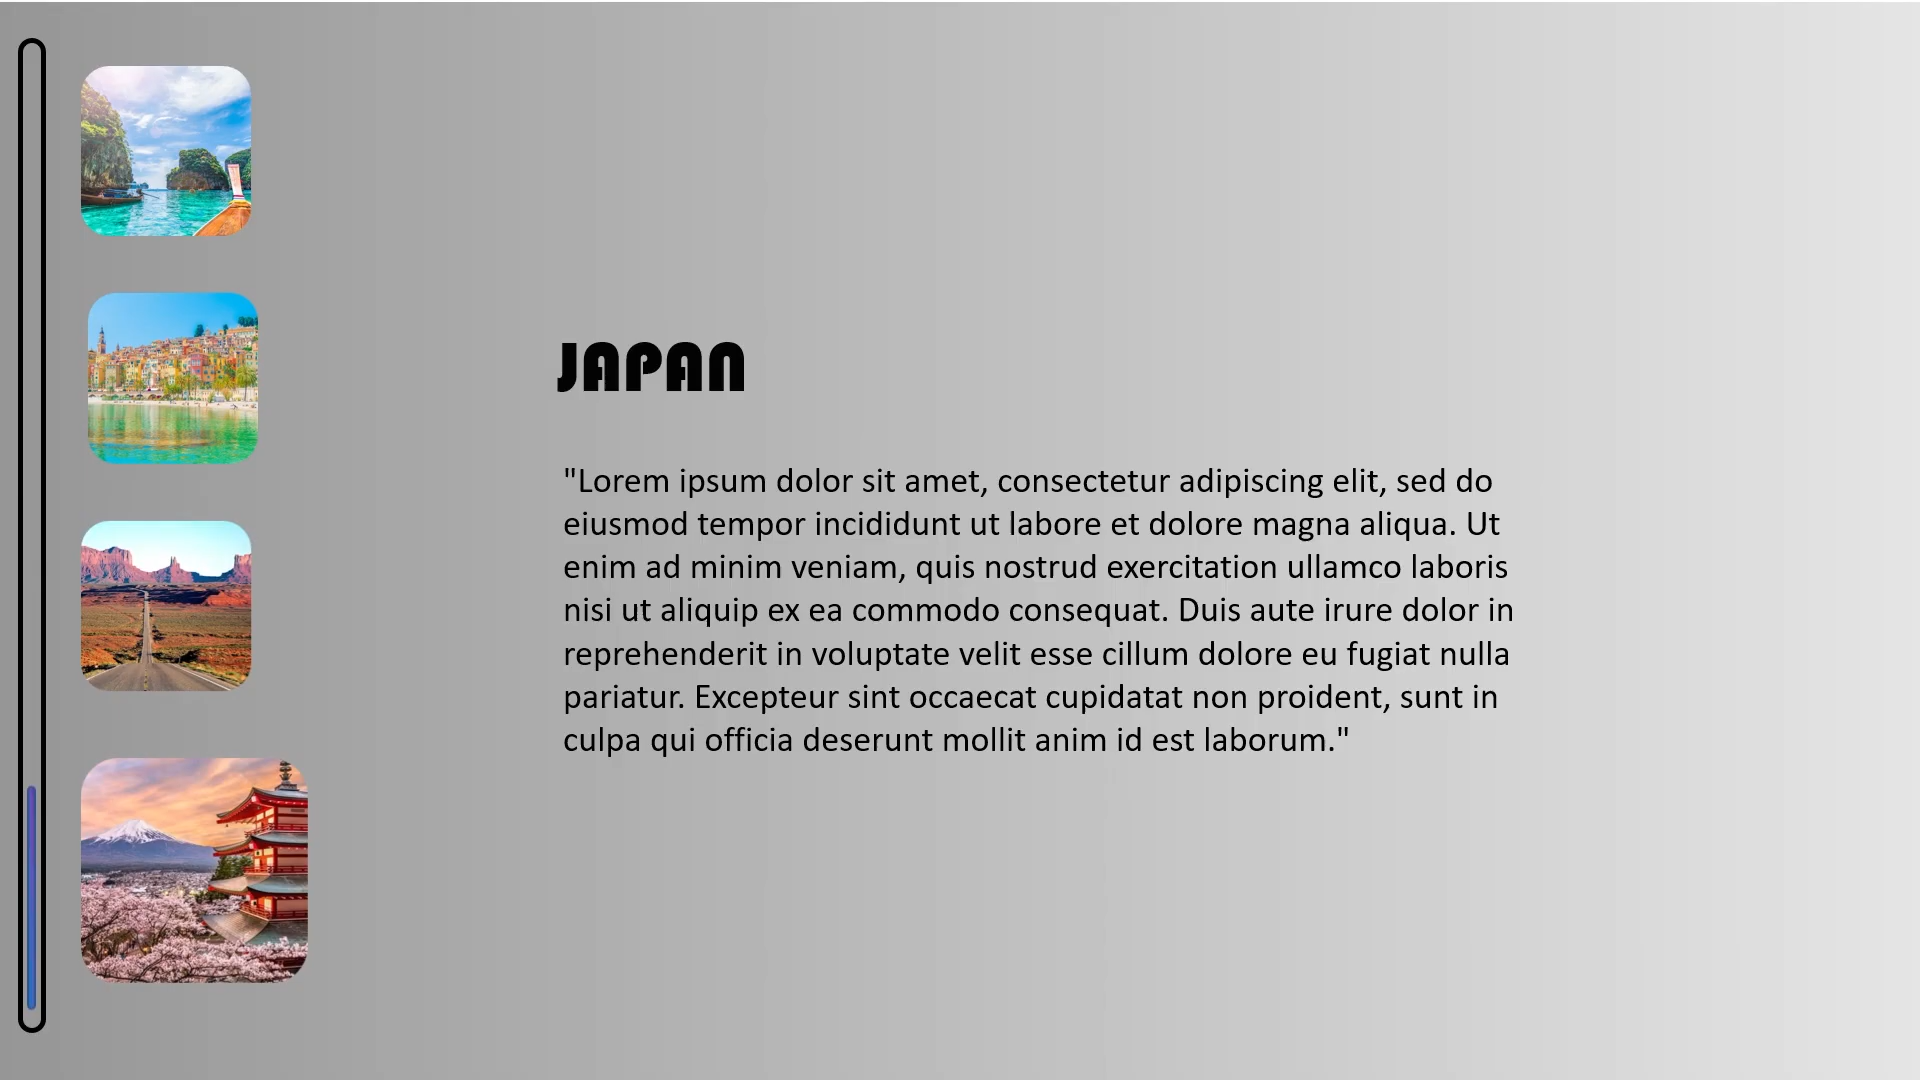 JAPAN
"Lorem ipsum dolor sit amet, consectetur adipiscing elit, sed do
eiusmod tempor incididunt ut labore et dolore magna aliqua. Ut
enim ad minim veniam, quis nostrud exercitation ullamco laboris
nisi ut aliquip ex ea commodo consequat. Duis aute irure dolor in
reprehenderit in voluptate velit esse cillum dolore eu fugiat nulla
pariatur. Excepteur sint occaecat cupidatat non proident, sunt in
culpa qui officia deserunt mollit anim id est laborum."